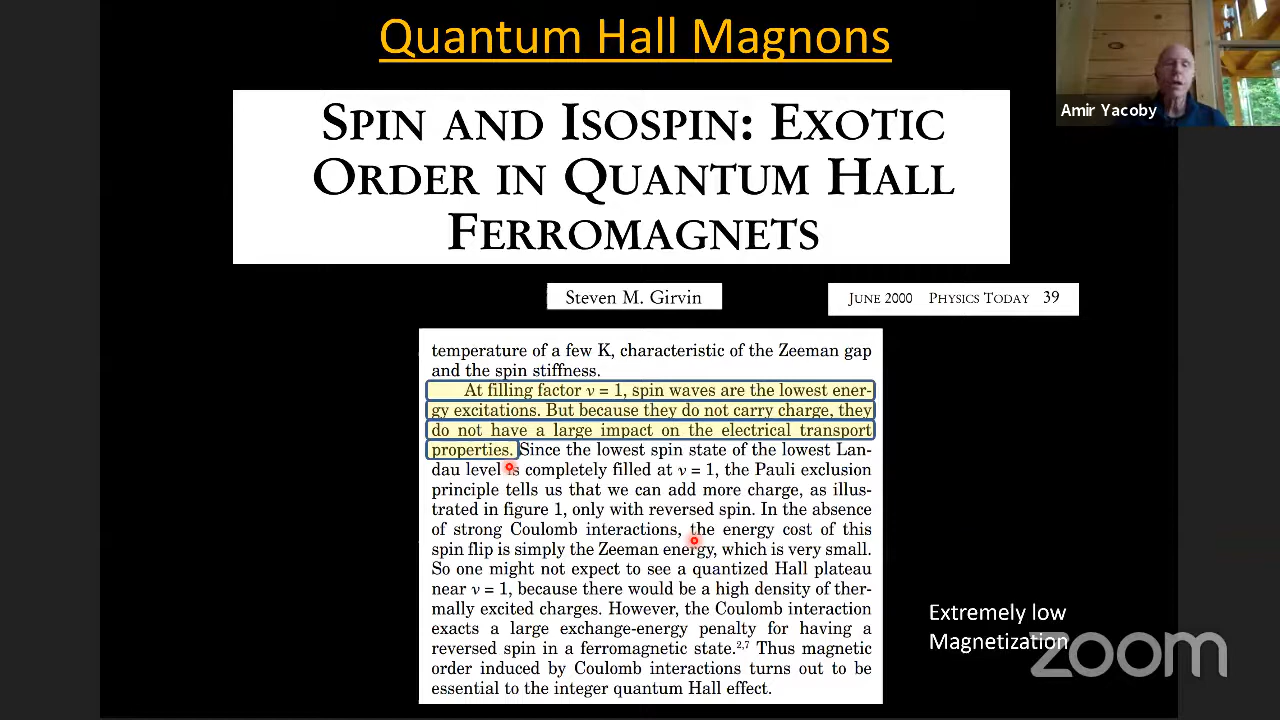 Quantum Hall Magnons
Amir Yacoby
SPIN AND ISOSPIN: EXOTIC
ORDER IN QUANTUM HALL
FERROMAGNETS
Steven M. Girvin
JUNE 2000 PHYSICS TODAY 39
temperature of a few K, characteristic of the Zeeman gap
and the spin stiffness.
At filling factor ν = 1, spin waves are the lowest ener-
gy excitations. But because they do not carry charge, they
do not have a large impact on the electrical transport
properties. Since the lowest spin state of the lowest Lan-
dau level is completely filled at ν = 1, the Pauli exclusion
principle tells us that we can add more charge, as illus-
trated in figure 1, only with reversed spin. In the absence
of strong Coulomb interactions, the energy cost of this
spin flip is simply the Zeeman energy, which is very small.
So one might not expect to see a quantized Hall plateau
near ν = 1, because there would be a high density of ther-
mally excited charges. However, the Coulomb interaction
exacts a large exchange-energy penalty for having a
reversed spin in a ferromagnetic state.2,7 Thus magnetic
order induced by Coulomb interactions turns out to be
essential to the integer quantum Hall effect.
Extremely low
Magnetization
zoom